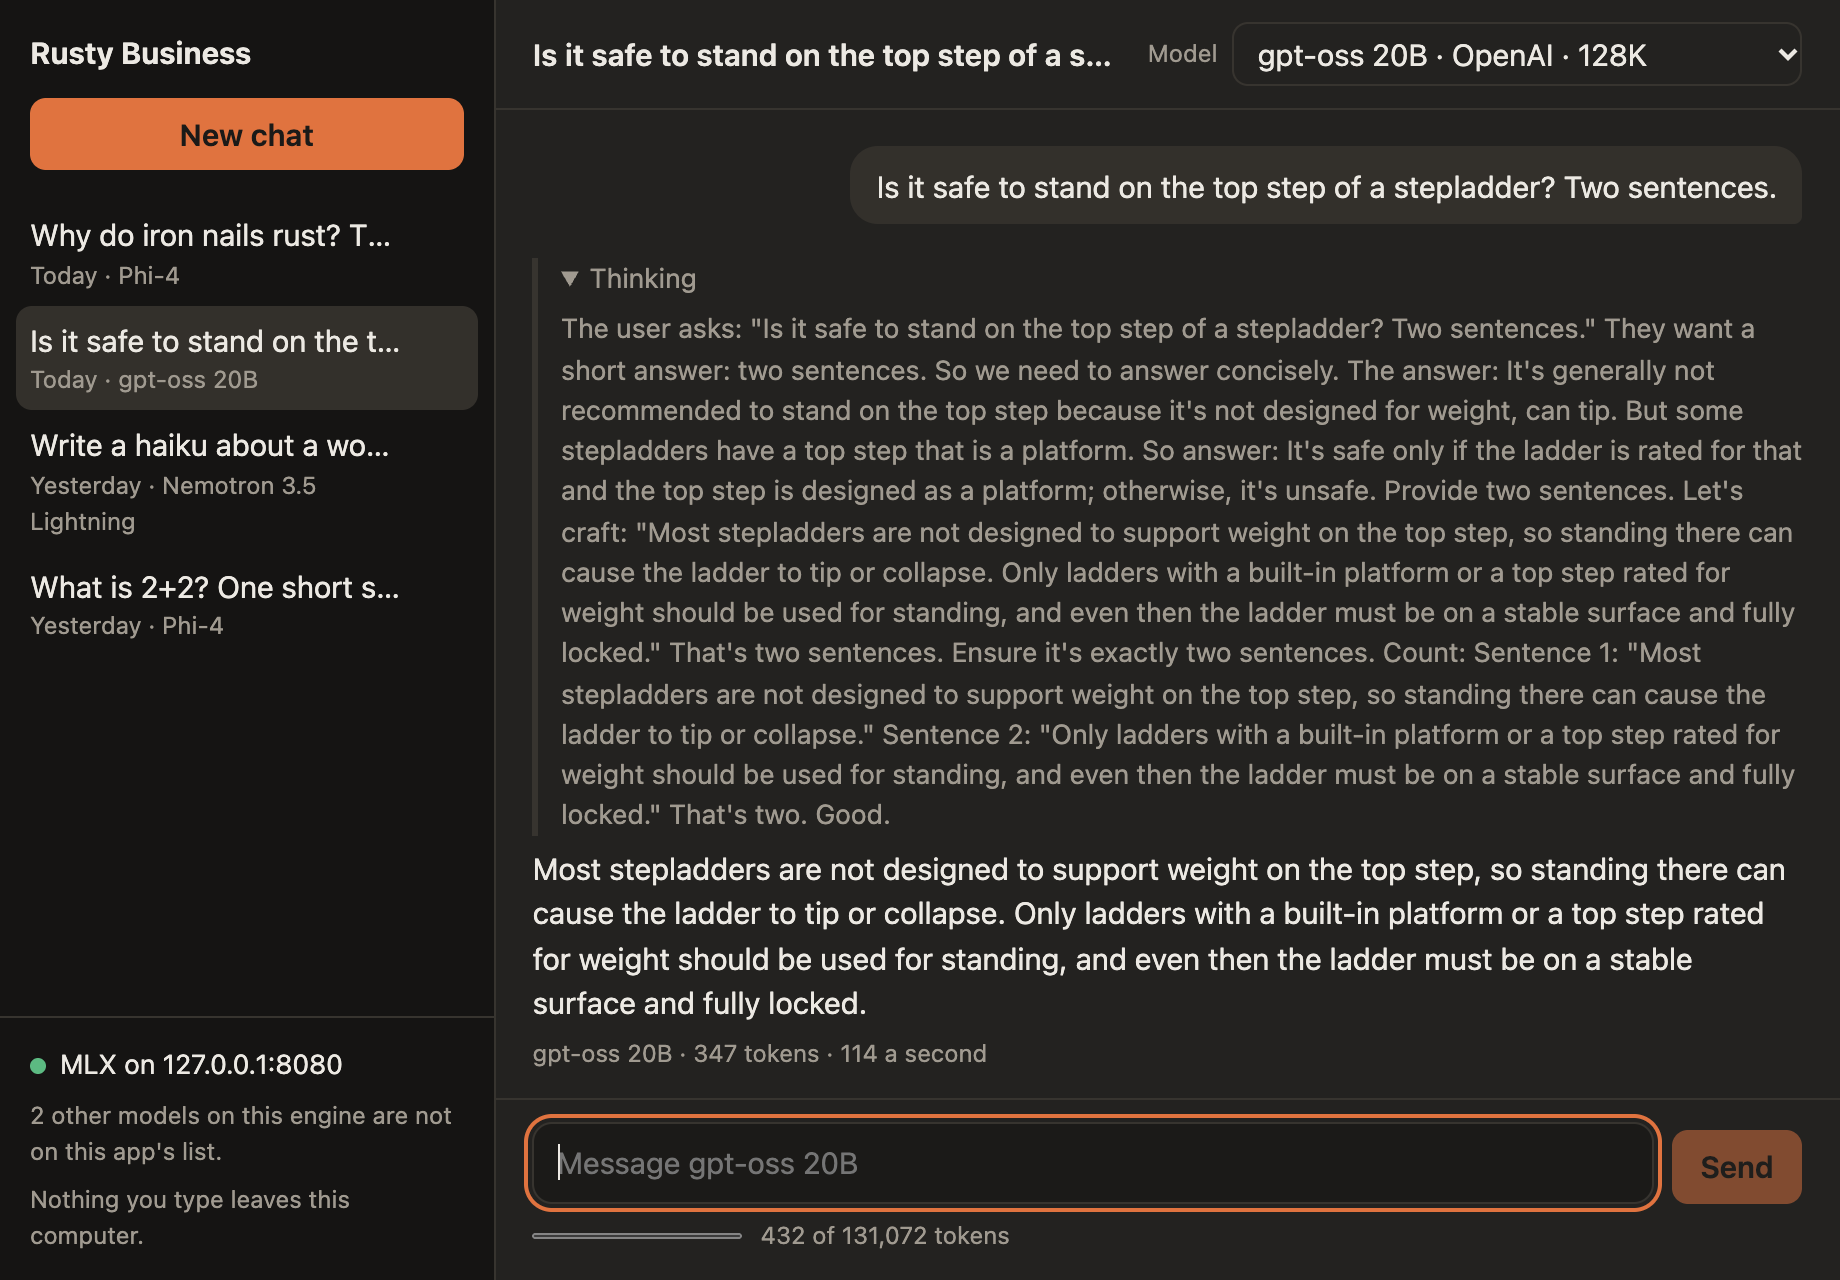 Rusty Business
New chat
Why do iron nails rust? T...
Today · Phi-4
Is it safe to stand on the t...
Today · gpt-oss 20B
Write a haiku about a wo...
Yesterday · Nemotron 3.5
Lightning
What is 2+2? One short s...
Yesterday · Phi-4
MLX on 127.0.0.1:8080
2 other models on this engine are not
on this app's list.
Nothing you type leaves this
computer.
Is it safe to stand on the top step of a s...
Model
gpt-oss 20B · OpenAI · 128K
Is it safe to stand on the top step of a stepladder? Two sentences.
▼ Thinking
The user asks: "Is it safe to stand on the top step of a stepladder? Two sentences." They want a
short answer: two sentences. So we need to answer concisely. The answer: It's generally not
recommended to stand on the top step because it's not designed for weight, can tip. But some
stepladders have a top step that is a platform. So answer: It's safe only if the ladder is rated for that
and the top step is designed as a platform; otherwise, it's unsafe. Provide two sentences. Let's
craft: "Most stepladders are not designed to support weight on the top step, so standing there can
cause the ladder to tip or collapse. Only ladders with a built-in platform or a top step rated for
weight should be used for standing, and even then the ladder must be on a stable surface and fully
locked." That's two sentences. Ensure it's exactly two sentences. Count: Sentence 1: "Most
stepladders are not designed to support weight on the top step, so standing there can cause the
ladder to tip or collapse." Sentence 2: "Only ladders with a built-in platform or a top step rated for
weight should be used for standing, and even then the ladder must be on a stable surface and fully
locked." That's two. Good.
Most stepladders are not designed to support weight on the top step, so standing there can
cause the ladder to tip or collapse. Only ladders with a built-in platform or a top step rated
for weight should be used for standing, and even then the ladder must be on a stable
surface and fully locked.
gpt-oss 20B · 347 tokens · 114 a second
Message gpt-oss 20B
Send
432 of 131,072 tokens